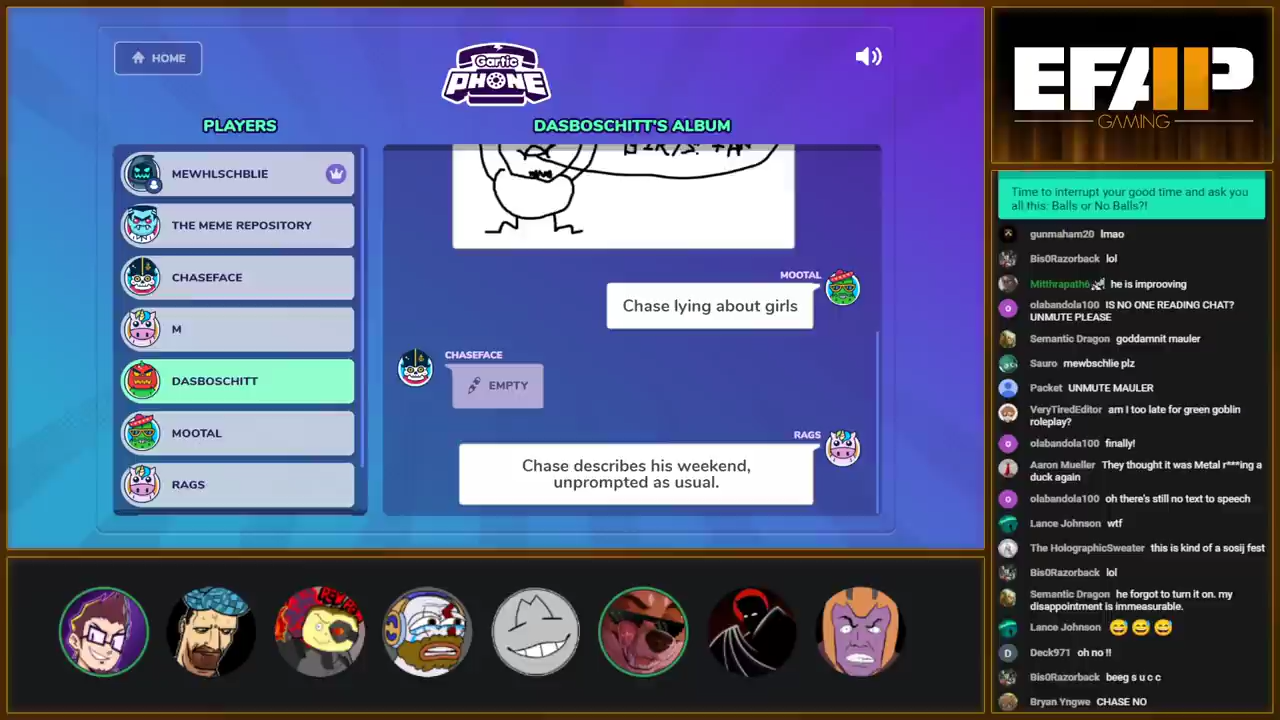 HOME
Gartic
PHONE
PLAYERS
MEWHLSCHBLIE
THE MEME REPOSITORY
CHASEFACE
M
DASBOSCHITT
MOOTAL
RAGS
DASBOSCHITT'S ALBUM
MOOTAL
Chase lying about girls
CHASEFACE
EMPTY
RAGS
Chase describes his weekend,
unprompted as usual.
EFAP
GAMING
Time to interrupt your good time and ask you
all this: Balls or No Balls?!
gunmaham20 lmao
Bis0Razorback lol
Mitthrapath6 he is improoving
olabandola100 IS NO ONE READING CHAT?
UNMUTE PLEASE
Semantic Dragon goddamnit mauler
Sauro mewbschlie plz
Packet UNMUTE MAULER
VeryTiredEditor am I too late for green goblin
roleplay?
olabandola100 finally!
Aaron Mueller They thought it was Metal r***ing a
duck again
olabandola100 oh there's still no text to speech
Lance Johnson wtf
The HolographicSweater this is kind of a sosij fest
Bis0Razorback lol
Semantic Dragon he forgot to turn it on. my
disappointment is immeasurable.
Lance Johnson 😅 😅 😅
D
Deck971 oh no !!
Bis0Razorback beeg s u c c
Bryan Yngwe CHASE NO